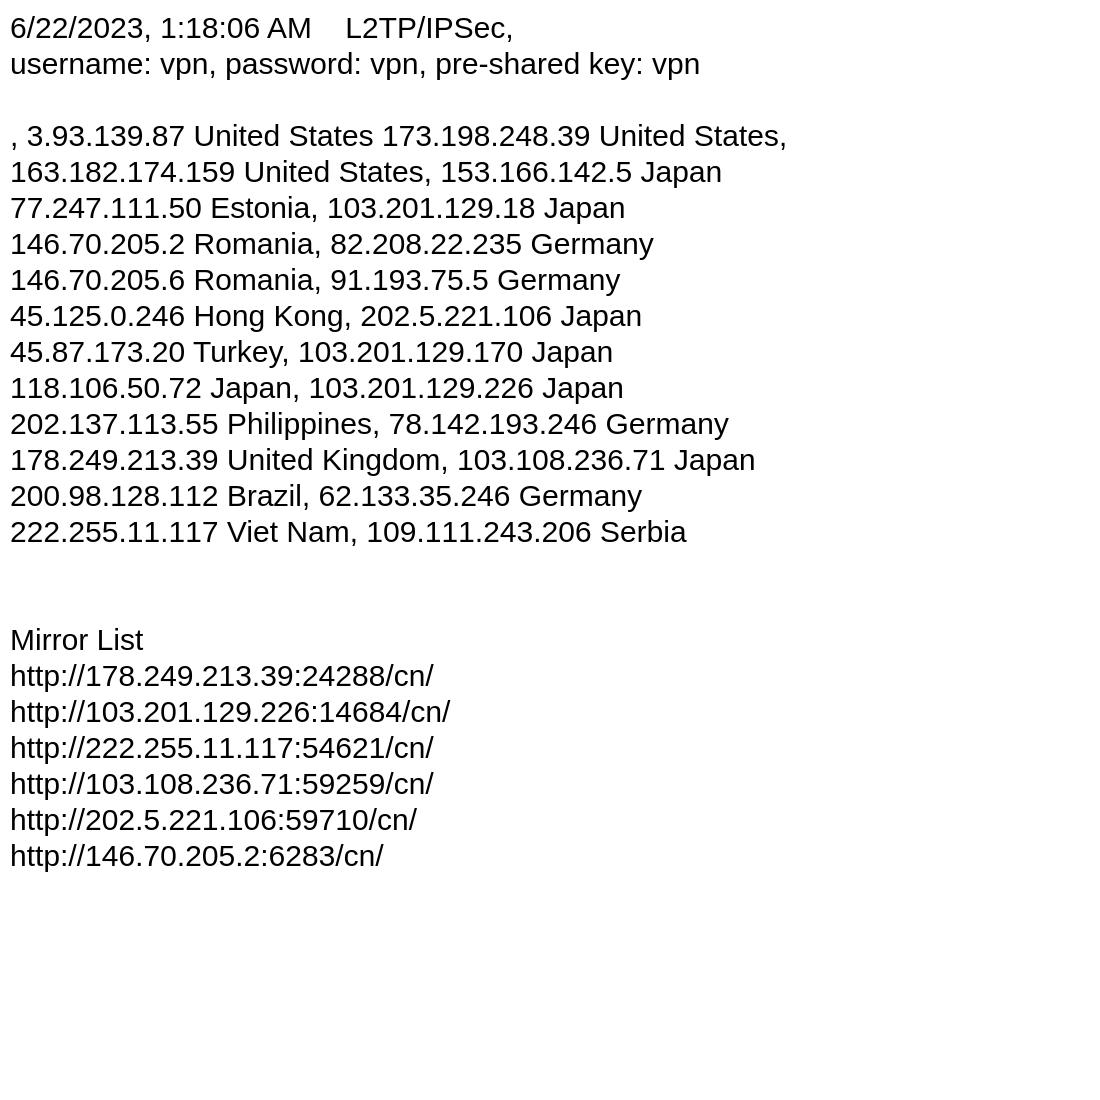 6/22/2023, 1:18:06 AM    L2TP/IPSec,
username: vpn, password: vpn, pre-shared key: vpn
, 3.93.139.87 United States 173.198.248.39 United States,
163.182.174.159 United States, 153.166.142.5 Japan
77.247.111.50 Estonia, 103.201.129.18 Japan
146.70.205.2 Romania, 82.208.22.235 Germany
146.70.205.6 Romania, 91.193.75.5 Germany
45.125.0.246 Hong Kong, 202.5.221.106 Japan
45.87.173.20 Turkey, 103.201.129.170 Japan
118.106.50.72 Japan, 103.201.129.226 Japan
202.137.113.55 Philippines, 78.142.193.246 Germany
178.249.213.39 United Kingdom, 103.108.236.71 Japan
200.98.128.112 Brazil, 62.133.35.246 Germany
222.255.11.117 Viet Nam, 109.111.243.206 Serbia
Mirror List
http://178.249.213.39:24288/cn/
http://103.201.129.226:14684/cn/
http://222.255.11.117:54621/cn/
http://103.108.236.71:59259/cn/
http://202.5.221.106:59710/cn/
http://146.70.205.2:6283/cn/